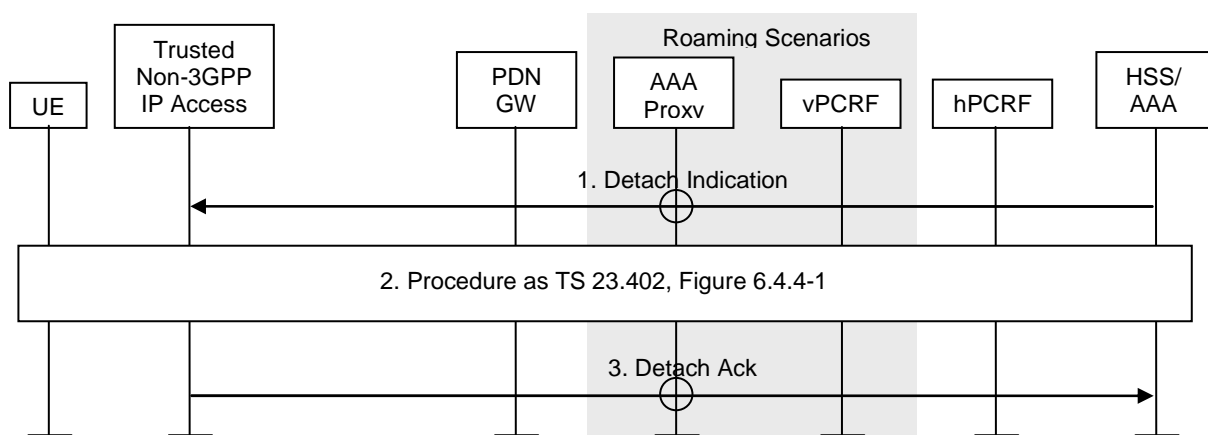 Roaming Scenarios
UE
Trusted
Non-3GPP
IP Access
PDN
GW
AAA
Proxy
vPCRF
hPCRF
HSS/
AAA
1. Detach Indication
2. Procedure as TS 23.402, Figure 6.4.4-1
3. Detach Ack